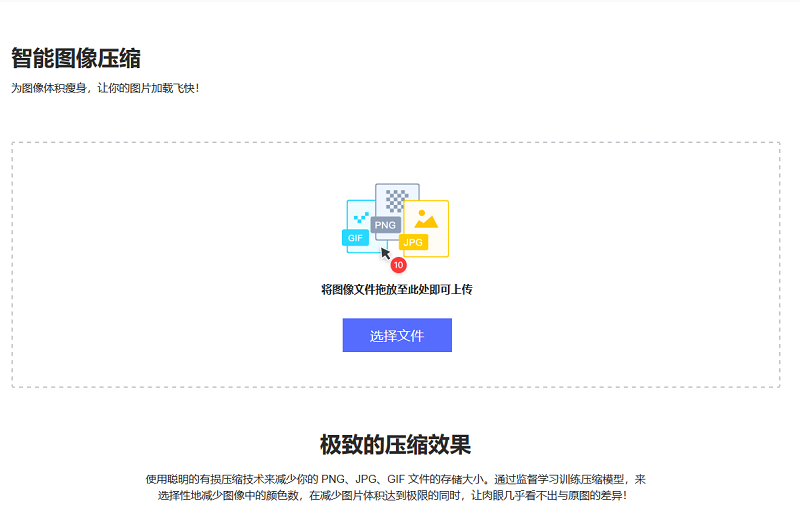 智能图像压缩
为图像体积瘦身，让你的图片加载飞快！
PNG
GIF
JPG
10
将图像文件拖放至此处即可上传
选择文件
极致的压缩效果
使用聪明的有损压缩技术来减少你的 PNG、JPG、GIF 文件的存储大小。通过监督学习训练压缩模型，来
选择性地减少图像中的颜色数，在减少图片体积达到极限的同时，让肉眼几乎看不出与原图的差异！